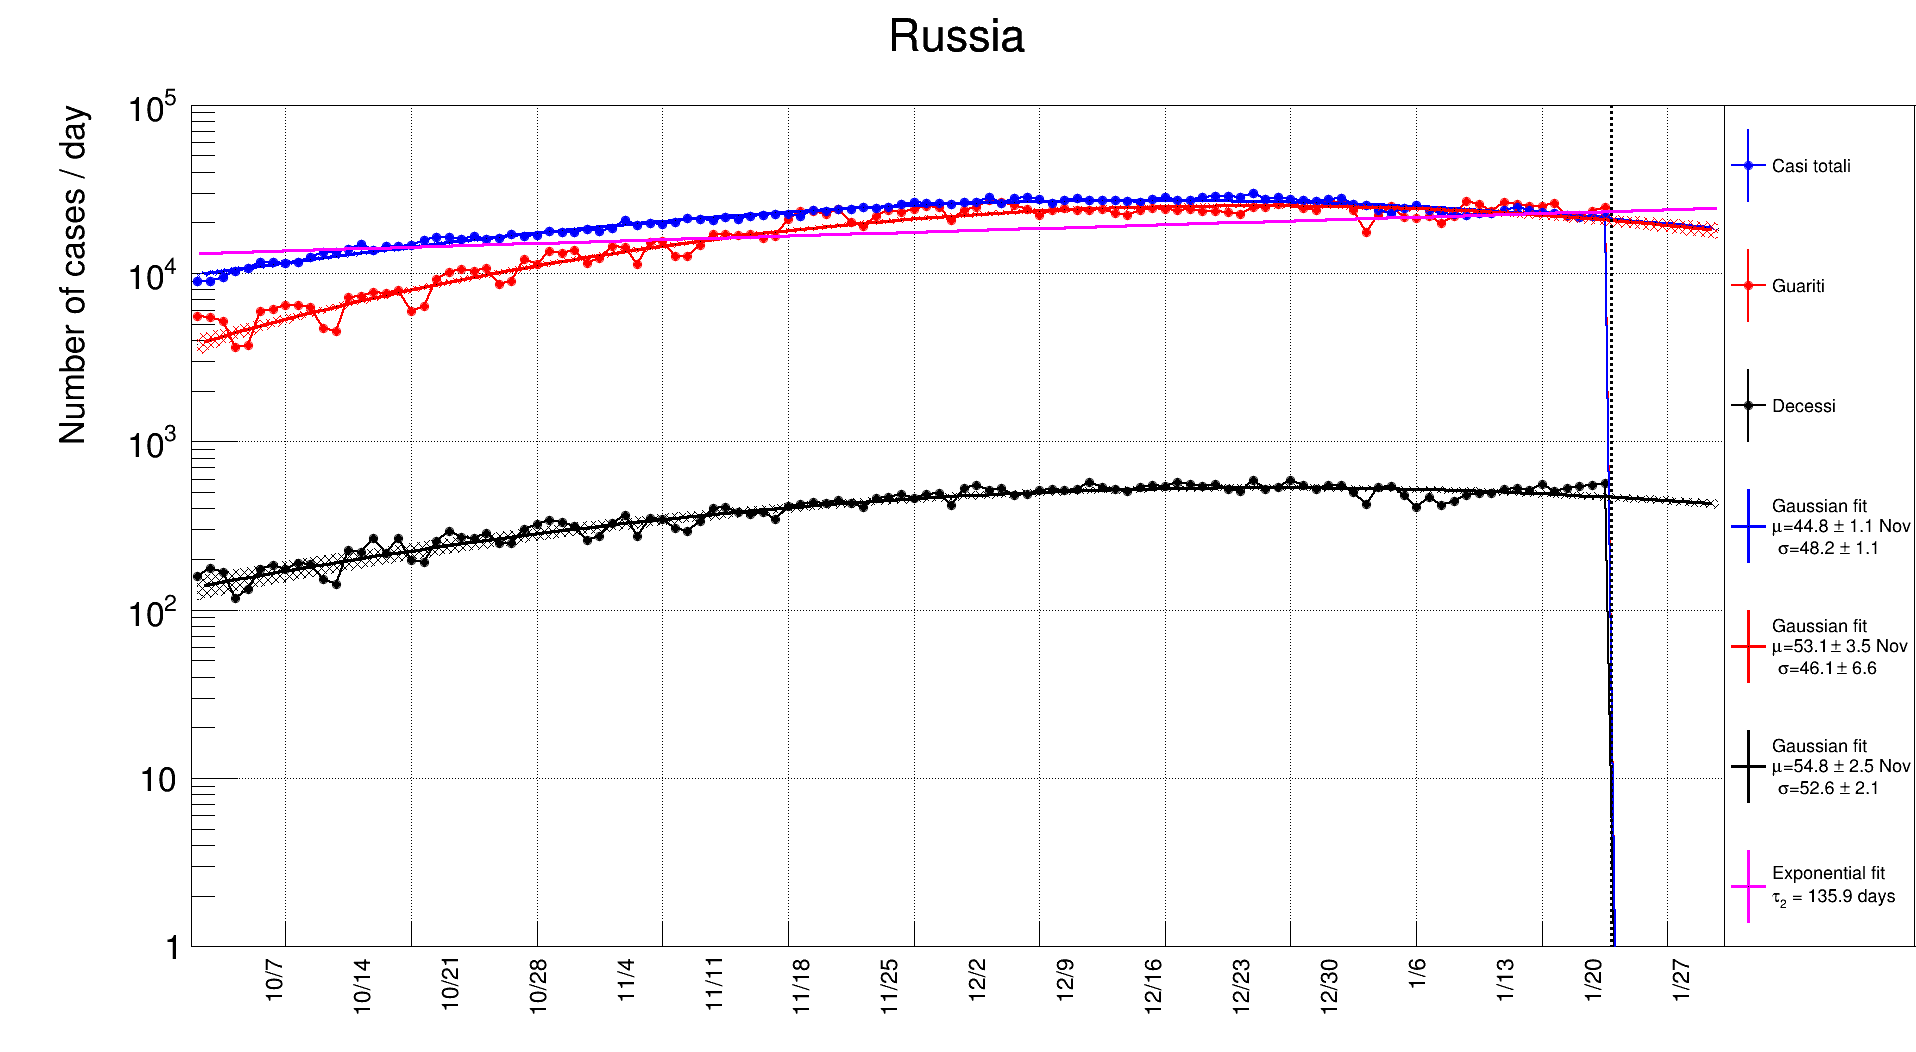 Russia
Number of cases / day
10^5
10^4
10^3
10^2
10
1
10/7
10/14
10/21
10/28
11/4
11/11
11/18
11/25
12/2
12/9
12/16
12/23
12/30
1/6
1/13
1/20
1/27
Casi totali
Guariti
Decessi
Gaussian fit
μ=44.8 ± 1.1 Nov
σ=48.2 ± 1.1
Gaussian fit
μ=53.1 ± 3.5 Nov
σ=46.1 ± 6.6
Gaussian fit
μ=54.8 ± 2.5 Nov
σ=52.6 ± 2.1
Exponential fit
τ₂ = 135.9 days